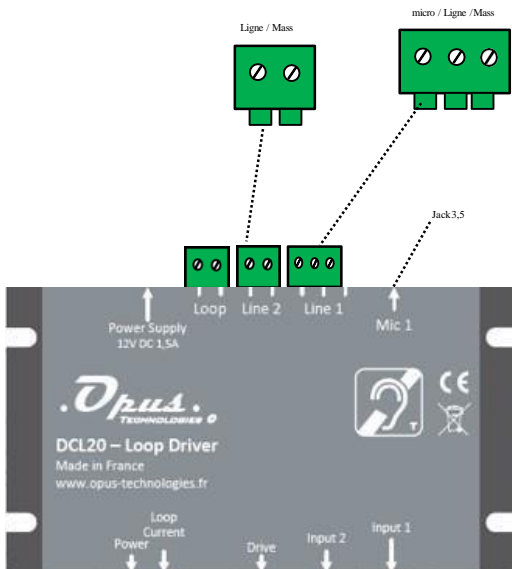 Ligne / Mass
micro / Ligne /Mass
Jack3,5
Loop
Line 2
Line 1
Mic 1
Power Supply
12V DC 1,5A
.Opus.
TECHNOLOGIES
T
CE
DCL20 – Loop Driver
Made in France
www.opus-technologies.fr
Power
Loop
Current
Drive
Input 2
Input 1